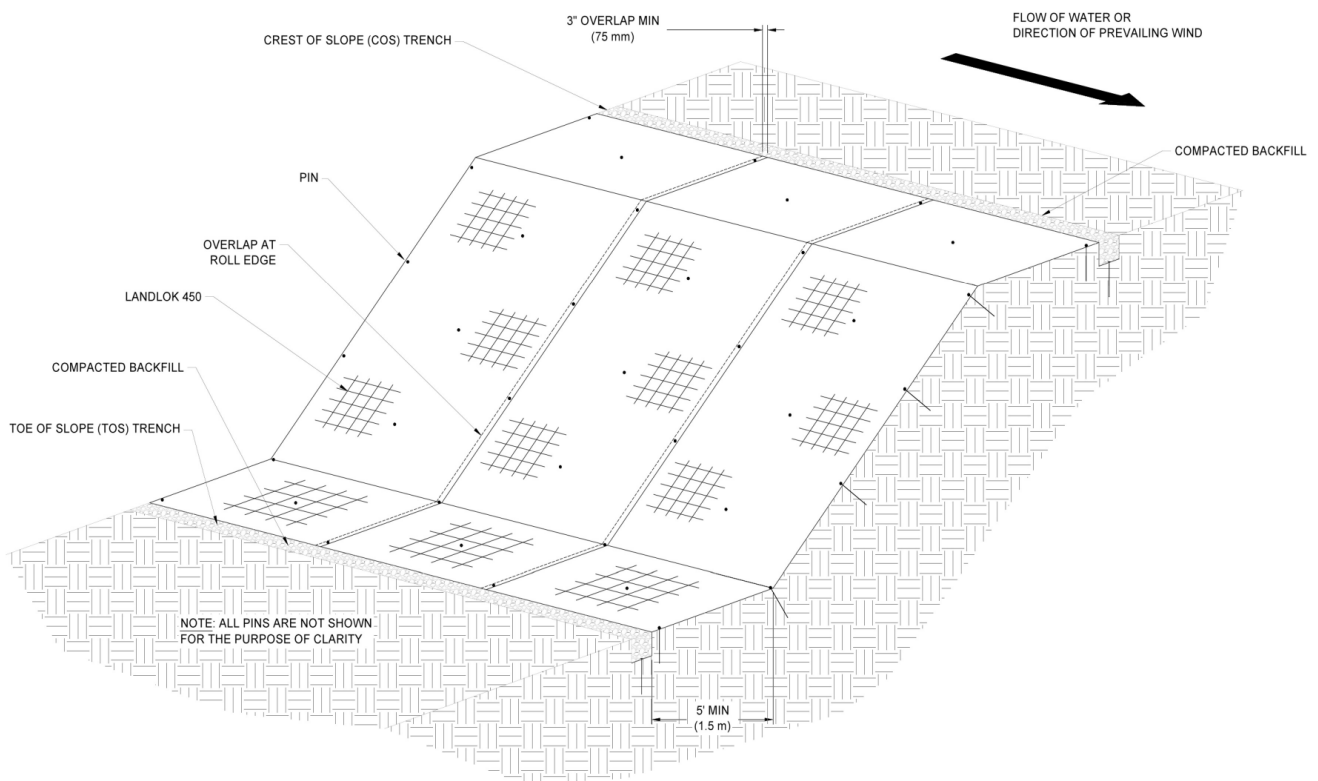 3" OVERLAP MIN
(75 mm)
FLOW OF WATER OR
DIRECTION OF PREVAILING WIND
CREST OF SLOPE (COS) TRENCH
COMPACTED BACKFILL
PIN
OVERLAP AT
ROLL EDGE
LANDLOK 450
COMPACTED BACKFILL
TOE OF SLOPE (TOS) TRENCH
NOTE: ALL PINS ARE NOT SHOWN
FOR THE PURPOSE OF CLARITY
5' MIN
(1.5 m)